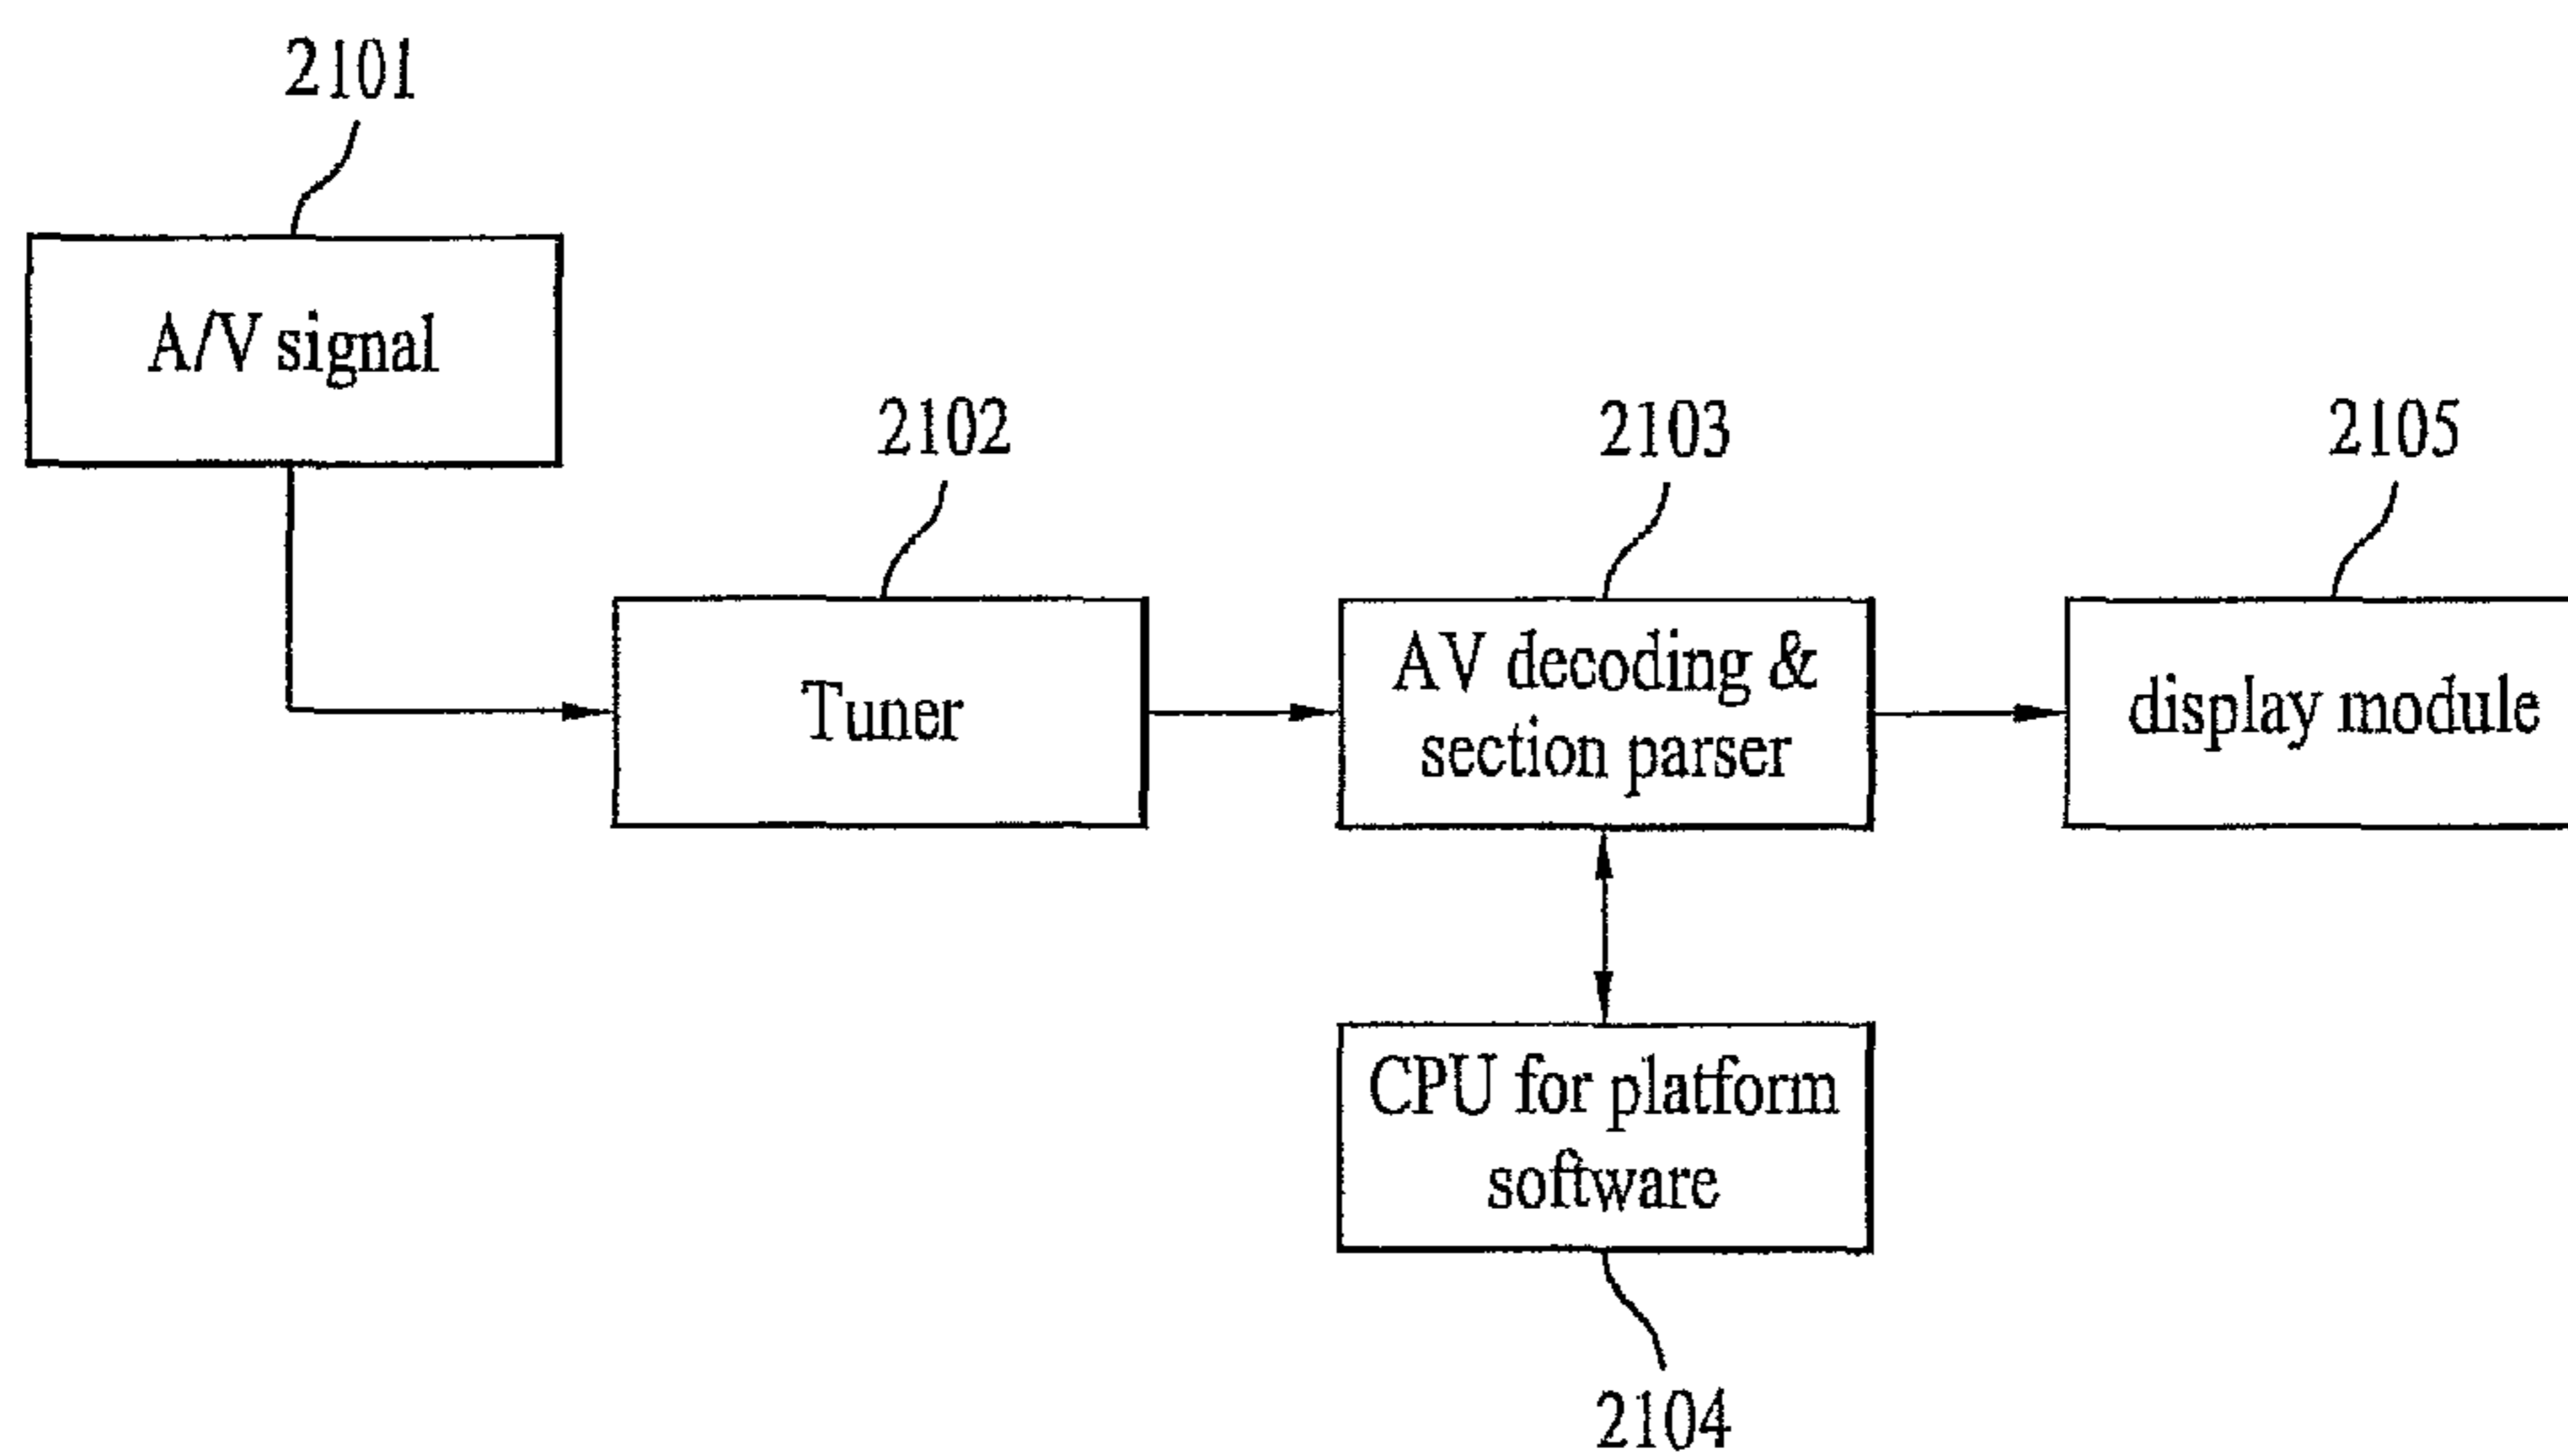 2101
A/V signal
2102
Tuner
2103
AV decoding &
section parser
2105
display module
CPU for platform
software
2104